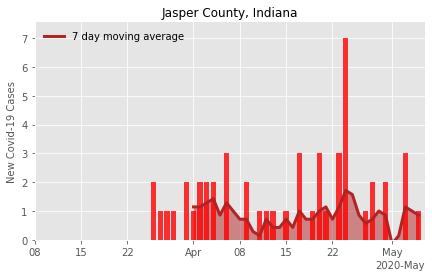 Jasper County, Indiana
7 day moving average
New Covid-19 Cases
7
6
5
4
3
2
1
0
08 15 22 Apr 08 15 22 May
2020-May